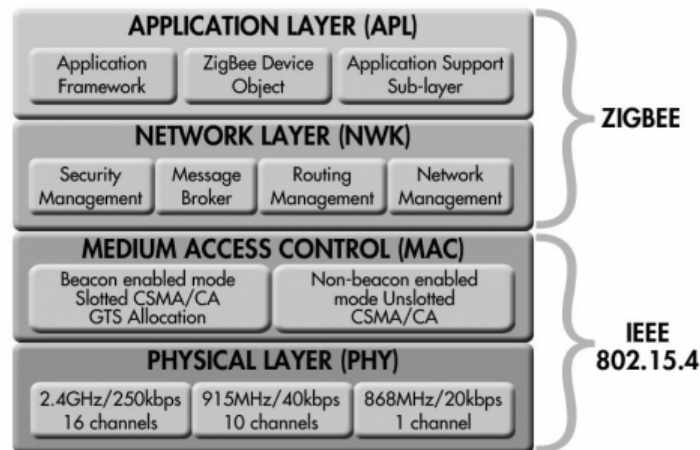 APPLICATION LAYER (APL)
Application
Framework
ZigBee Device
Object
Application Support
Sub-layer
ZIGBEE
NETWORK LAYER (NWK)
Security
Management
Message
Broker
Routing
Management
Network
Management
MEDIUM ACCESS CONTROL (MAC)
Beacon enabled mode
Slotted CSMA/CA
GTS Allocation
Non-beacon enabled
mode Unslotted
CSMA/CA
IEEE
802.15.4
PHYSICAL LAYER (PHY)
2.4GHz/250kbps
16 channels
915MHz/40kbps
10 channels
868MHz/20kbps
1 channel